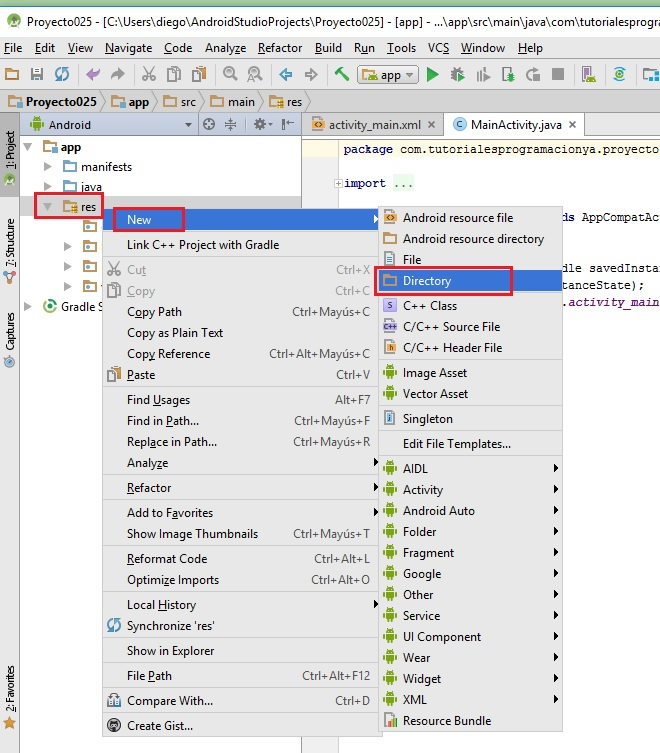 Proyecto025 - [C:\Users\diego\AndroidStudioProjects\Proyecto025] - [app] - ...\app\src\main\java\com\tutorialesprogra
File Edit View Navigate Code Analyze Refactor Build Run Tools VCS Window Help
app
Proyecto025 app src main res
Android
activity_main.xml
MainActivity.java
1: Project
7: Structure
Captures
2: Favorites
app
manifests
java
res
Gradle S
package com.tutorialesprogramacionya.proyecto
import ...
ds AppCompatAc
dle savedInsta
tanceState);
.activity_main
New
Link C++ Project with Gradle
Cut Ctrl+X
Copy Ctrl+C
Copy Path Ctrl+Mayús+C
Copy as Plain Text
Copy Reference Ctrl+Alt+Mayús+C
Paste Ctrl+V
Find Usages Alt+F7
Find in Path... Ctrl+Mayús+F
Replace in Path... Ctrl+Mayús+R
Analyze
Refactor
Add to Favorites
Show Image Thumbnails Ctrl+Mayús+T
Reformat Code Ctrl+Alt+L
Optimize Imports Ctrl+Alt+O
Local History
Synchronize 'res'
Show in Explorer
File Path Ctrl+Alt+F12
Compare With... Ctrl+D
Create Gist...
Android resource file
Android resource directory
File
Directory
C++ Class
C/C++ Source File
C/C++ Header File
Image Asset
Vector Asset
Singleton
Edit File Templates...
AIDL
Activity
Android Auto
Folder
Fragment
Google
Other
Service
UI Component
Wear
Widget
XML
Resource Bundle